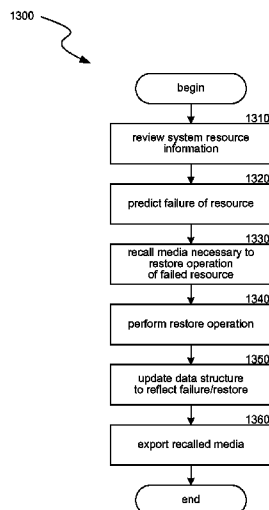 1300
begin
1310
review system resource
information
1320
predict failure of resource
1330
recall media necessary to
restore operation
of failed resource
1340
perform restore operation
1350
update data structure
to reflect failure/restore
1360
export recalled media
end